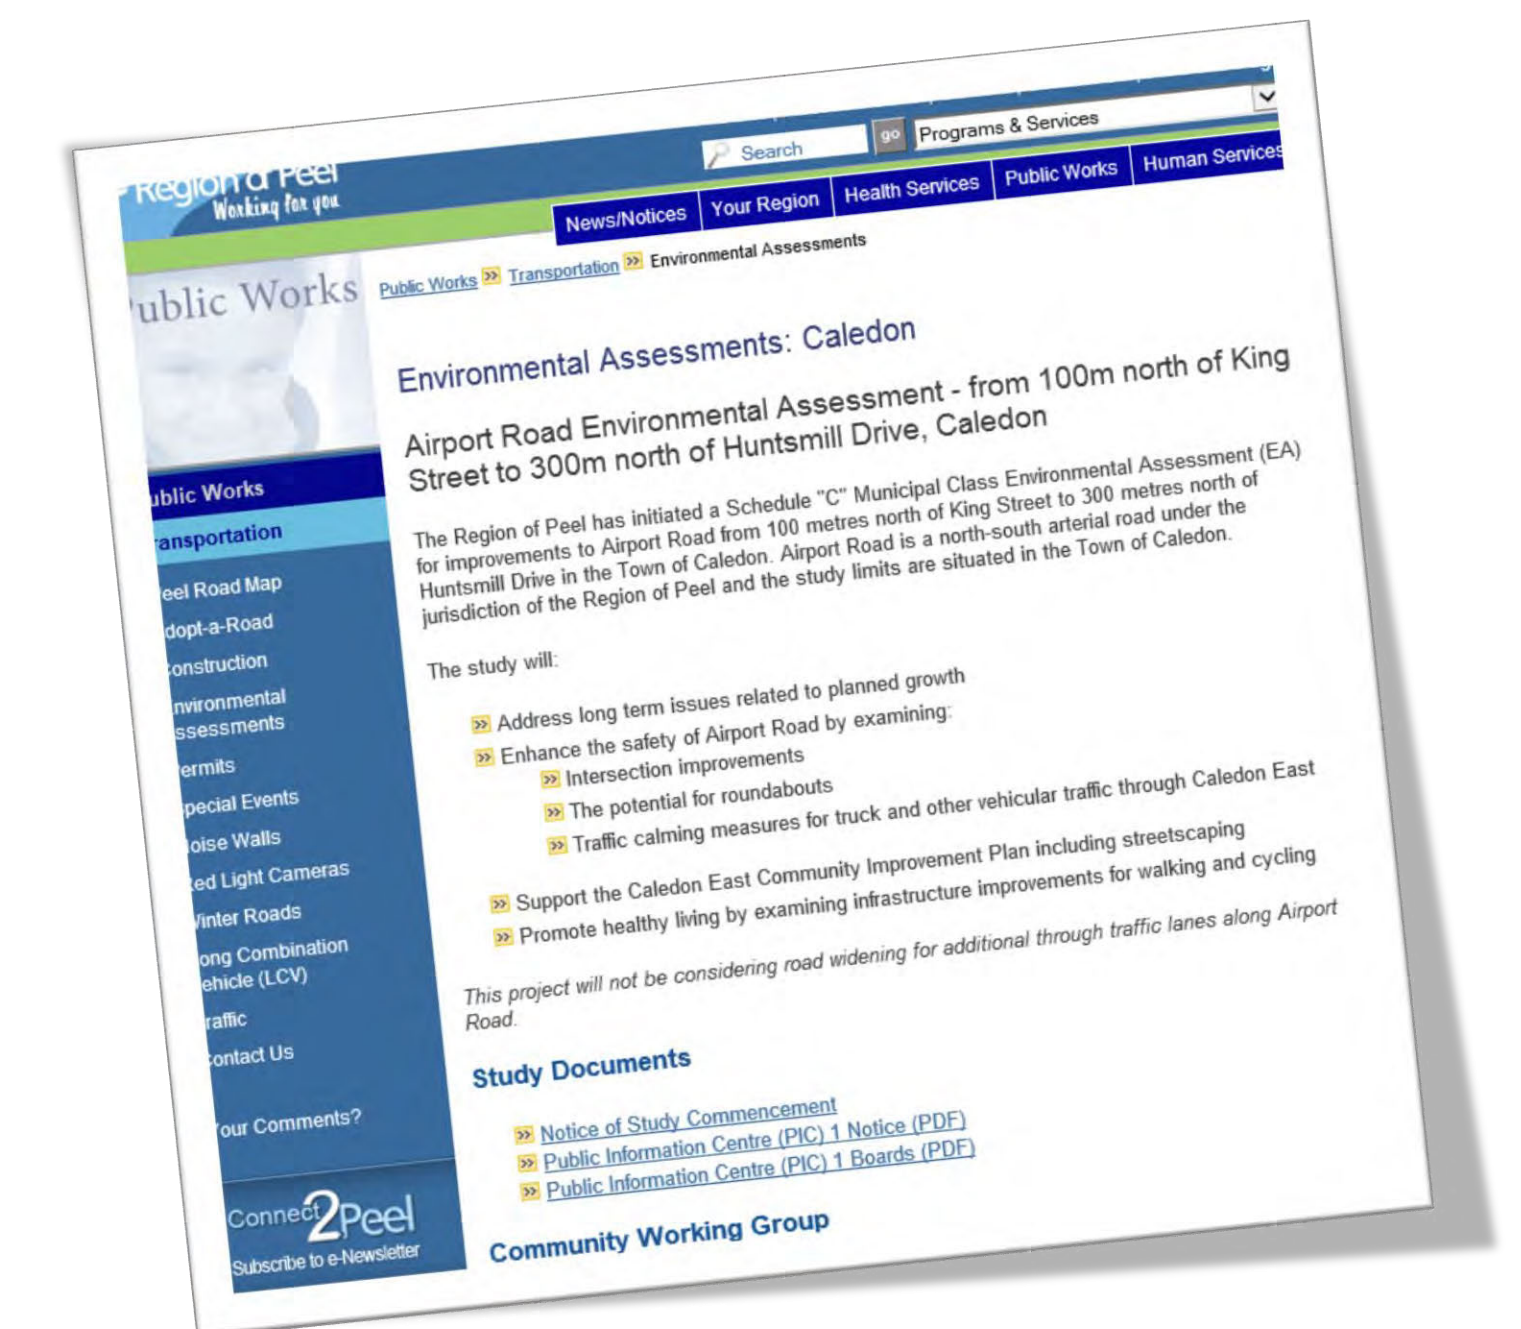 Region of Peel
Working for you
Search
go
Programs & Services
News/Notices
Your Region
Health Services
Public Works
Human Services
Public Works
Public Works >> Transportation >> Environmental Assessments
Environmental Assessments: Caledon
Airport Road Environmental Assessment - from 100m north of King
Street to 300m north of Huntsmill Drive, Caledon
The Region of Peel has initiated a Schedule "C" Municipal Class Environmental Assessment (EA)
for improvements to Airport Road from 100 metres north of King Street to 300 metres north of
Huntsmill Drive in the Town of Caledon. Airport Road is a north-south arterial road under the
jurisdiction of the Region of Peel and the study limits are situated in the Town of Caledon.
The study will:
>> Address long term issues related to planned growth
>> Enhance the safety of Airport Road by examining:
>> Intersection improvements
>> The potential for roundabouts
>> Traffic calming measures for truck and other vehicular traffic through Caledon East
>> Support the Caledon East Community Improvement Plan including streetscaping
>> Promote healthy living by examining infrastructure improvements for walking and cycling
This project will not be considering road widening for additional through traffic lanes along Airport
Road.
Study Documents
>> Notice of Study Commencement
>> Public Information Centre (PIC) 1 Notice (PDF)
>> Public Information Centre (PIC) 1 Boards (PDF)
Community Working Group
ublic Works
ansportation
eel Road Map
dopt-a-Road
onstruction
nvironmental
ssessments
ermits
pecial Events
oise Walls
ed Light Cameras
inter Roads
ong Combination
ehicle (LCV)
raffic
ontact Us
our Comments?
Connect2Peel
Subscribe to e-Newsletter